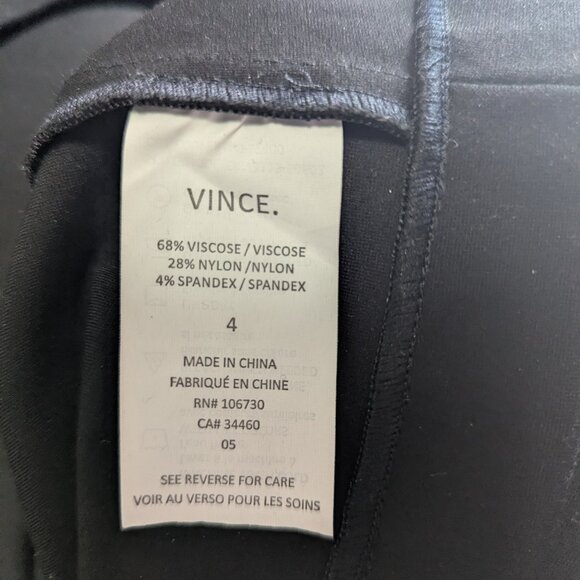 VINCE.
68% VISCOSE / VISCOSE
28% NYLON /NYLON
4% SPANDEX / SPANDEX
4
MADE IN CHINA
FABRIQUÉ EN CHINE
RN# 106730
CA# 34460
05
SEE REVERSE FOR CARE
VOIR AU VERSO POUR LES SOINS